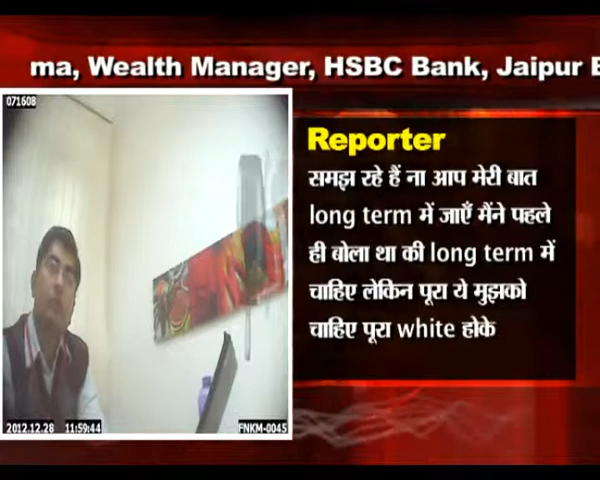 ma, Wealth Manager, HSBC Bank, Jaipur B
071608
Reporter
समझ रहे हैं ना आप मेरी बात
long term में जाएँ मैंने पहले
ही बोला था की long term में
चाहिए लेकिन पूरा ये मुझको
चाहिए पूरा white होके
2012.12.28 11:59:44 FNKM-0045